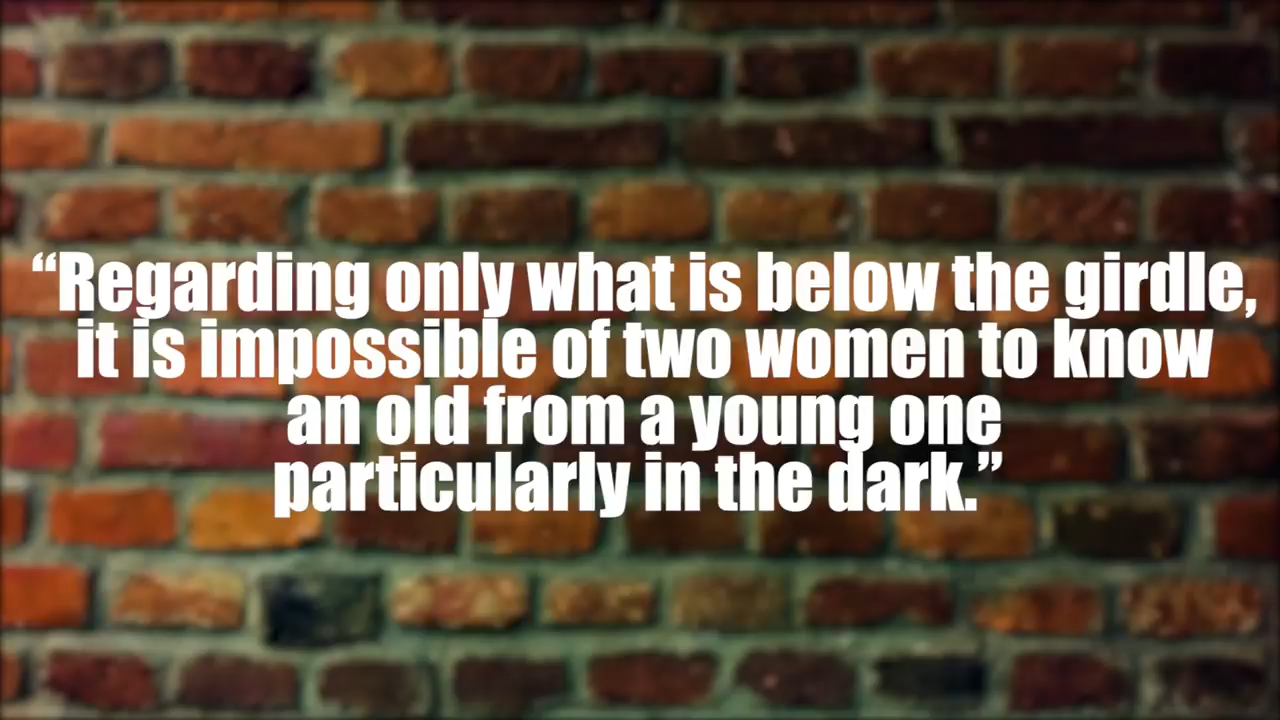 “Regarding only what is below the girdle,
it is impossible of two women to know
an old from a young one
particularly in the dark.”